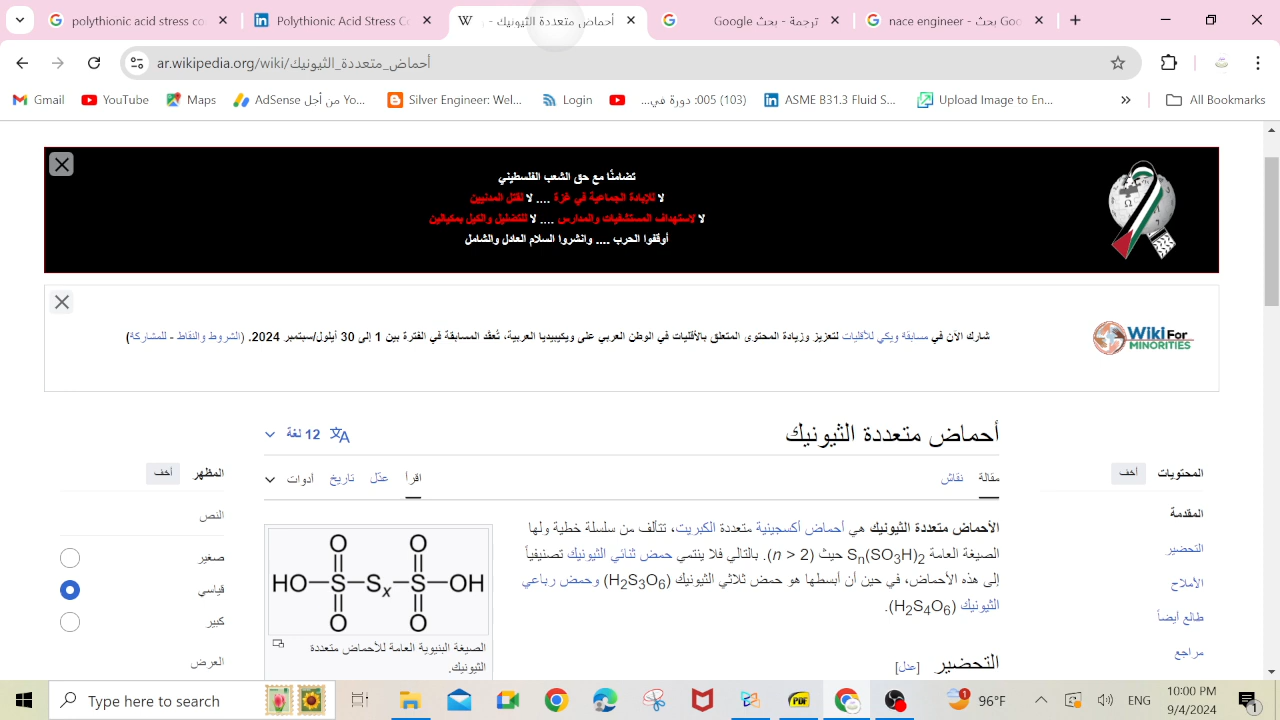 polythionic acid stress co
Polythionic Acid Stress Co
أحماض متعددة الثيونيك -
Google ترجمة - بحث
nace engineer - بحث Goo
ar.wikipedia.org/wiki/أحماض_متعددة_الثيونيك
Gmail
YouTube
Maps
AdSense من أجل Yo...
Silver Engineer: Wel...
Login
(103) 005: دورة في...
ASME B31.3 Fluid S...
Upload Image to En...
All Bookmarks
تضامنًا مع حق الشعب الفلسطيني
لا للإبادة الجماعية في غزة .... لا لقتل المدنيين
لا لاستهداف المستشفيات والمدارس .... لا للتضليل والكيل بمكيالين
أوقفوا الحرب .... وانشروا السلام العادل والشامل
Wiki For
MINORITIES
شارك الآن في مسابقة ويكي للأقليات لتعزيز وزيادة المحتوى المتعلق بالأقليات في الوطن العربي على ويكيبيديا العربية، تُعقد المسابقة في الفترة بين 1 إلى 30 أيلول/سبتمبر 2024. (الشروط والنقاط - للمشاركة)
أحماض متعددة الثيونيك
12 لغة
المحتويات
أخف
المقدمة
التحضير
الأملاح
طالع أيضاً
مراجع
مقالة
نقاش
اقرأ
عدّل
تاريخ
أدوات
المظهر
أخف
النص
صغير
قياسي
كبير
العرض
الأحماض متعددة الثيونيك هي أحماض أكسجينية متعددة الكبريت، تتألف من سلسلة خطية ولها
الصيغة العامة Sn(SO3H)2 حيث (n > 2). بالتالي فلا ينتمي حمض ثنائي الثيونيك تصنيفياً
إلى هذه الأحماض، في حين أن أبسطها هو حمض ثلاثي الثيونيك (H2S3O6) وحمض رباعي
الثيونيك (H2S4O6).
O O
HO—S—Sx—S—OH
O O
الصيغة البنيوية العامة للأحماض متعددة
الثيونيك.
التحضير [عدل]
Type here to search
PDF
1
96°F
ENG
10:00 PM
9/4/2024
1